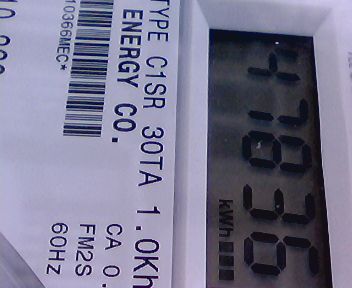 TYPE C1SR 30TA 1.0Kh
ENERGY CO.
CA 0.
FM2S
60HZ
10366MEC*
47836
kWh